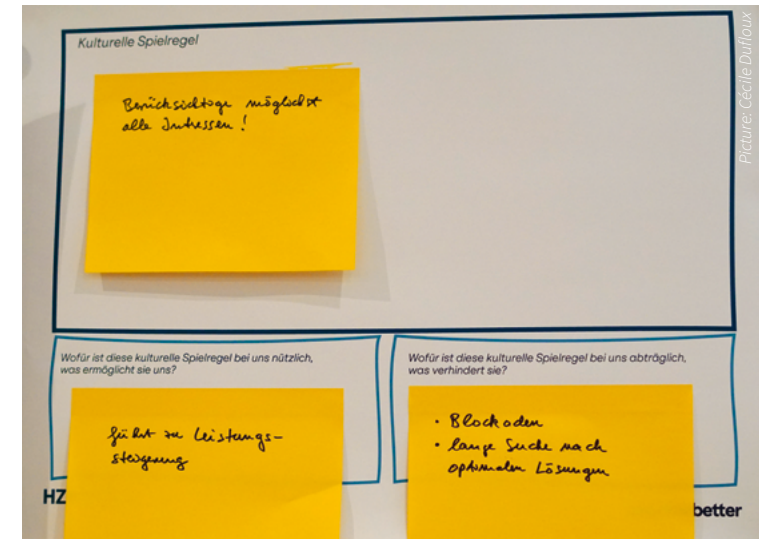 Kulturelle Spielregel
Berücksichtige möglichst
alle Intressen!
Wofür ist diese kulturelle Spielregel bei uns nützlich,
was ermöglicht sie uns?
führt zu Leistungs-
steigerung
Wofür ist diese kulturelle Spielregel bei uns abträglich,
was verhindert sie?
• Blockaden
• lange Suche nach
optimalen Lösungen
HZ
better
Picture: Cécile Dufloux